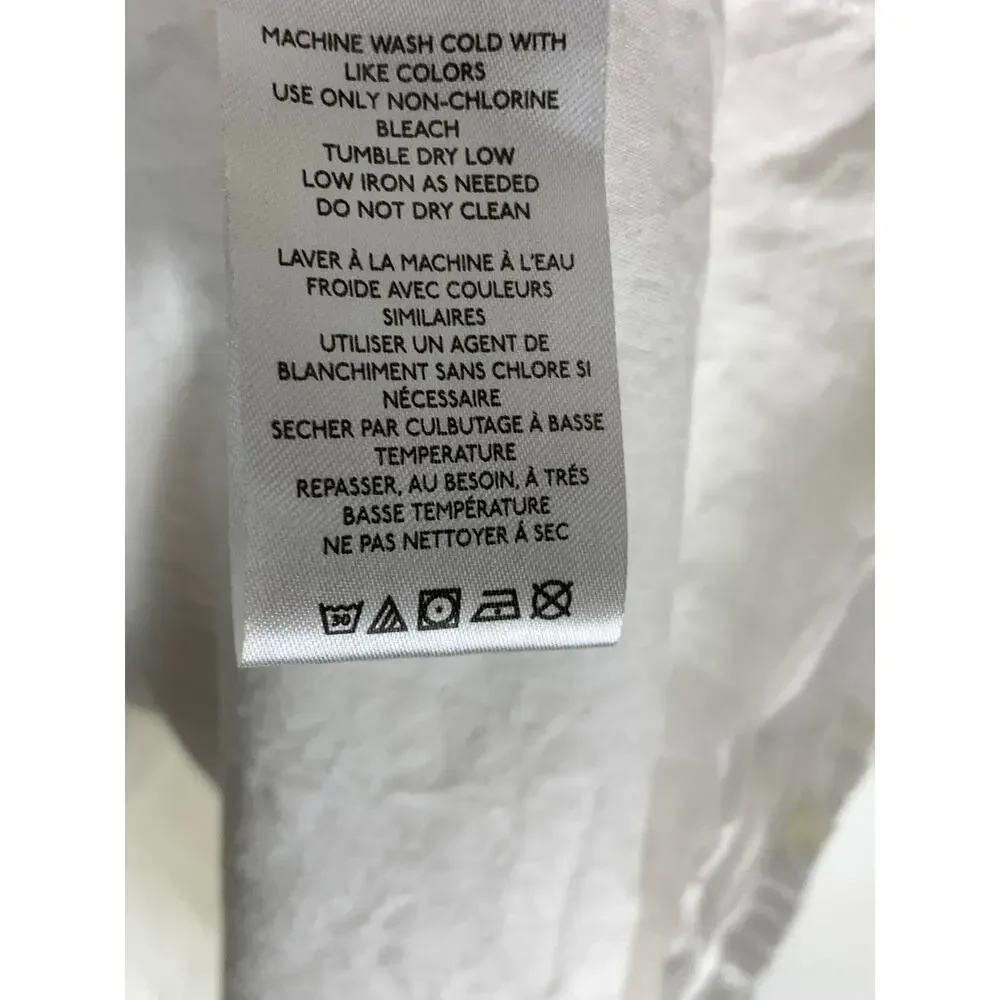 MACHINE WASH COLD WITH
LIKE COLORS
USE ONLY NON-CHLORINE
BLEACH
TUMBLE DRY LOW
LOW IRON AS NEEDED
DO NOT DRY CLEAN
LAVER À LA MACHINE À L'EAU
FROIDE AVEC COULEURS
SIMILAIRES
UTILISER UN AGENT DE
BLANCHIMENT SANS CHLORE SI
NÉCESSAIRE
SECHER PAR CULBUTAGE À BASSE
TEMPERATURE
REPASSER, AU BESOIN, À TRÉS
BASSE TEMPÉRATURE
NE PAS NETTOYER Á SEC
30